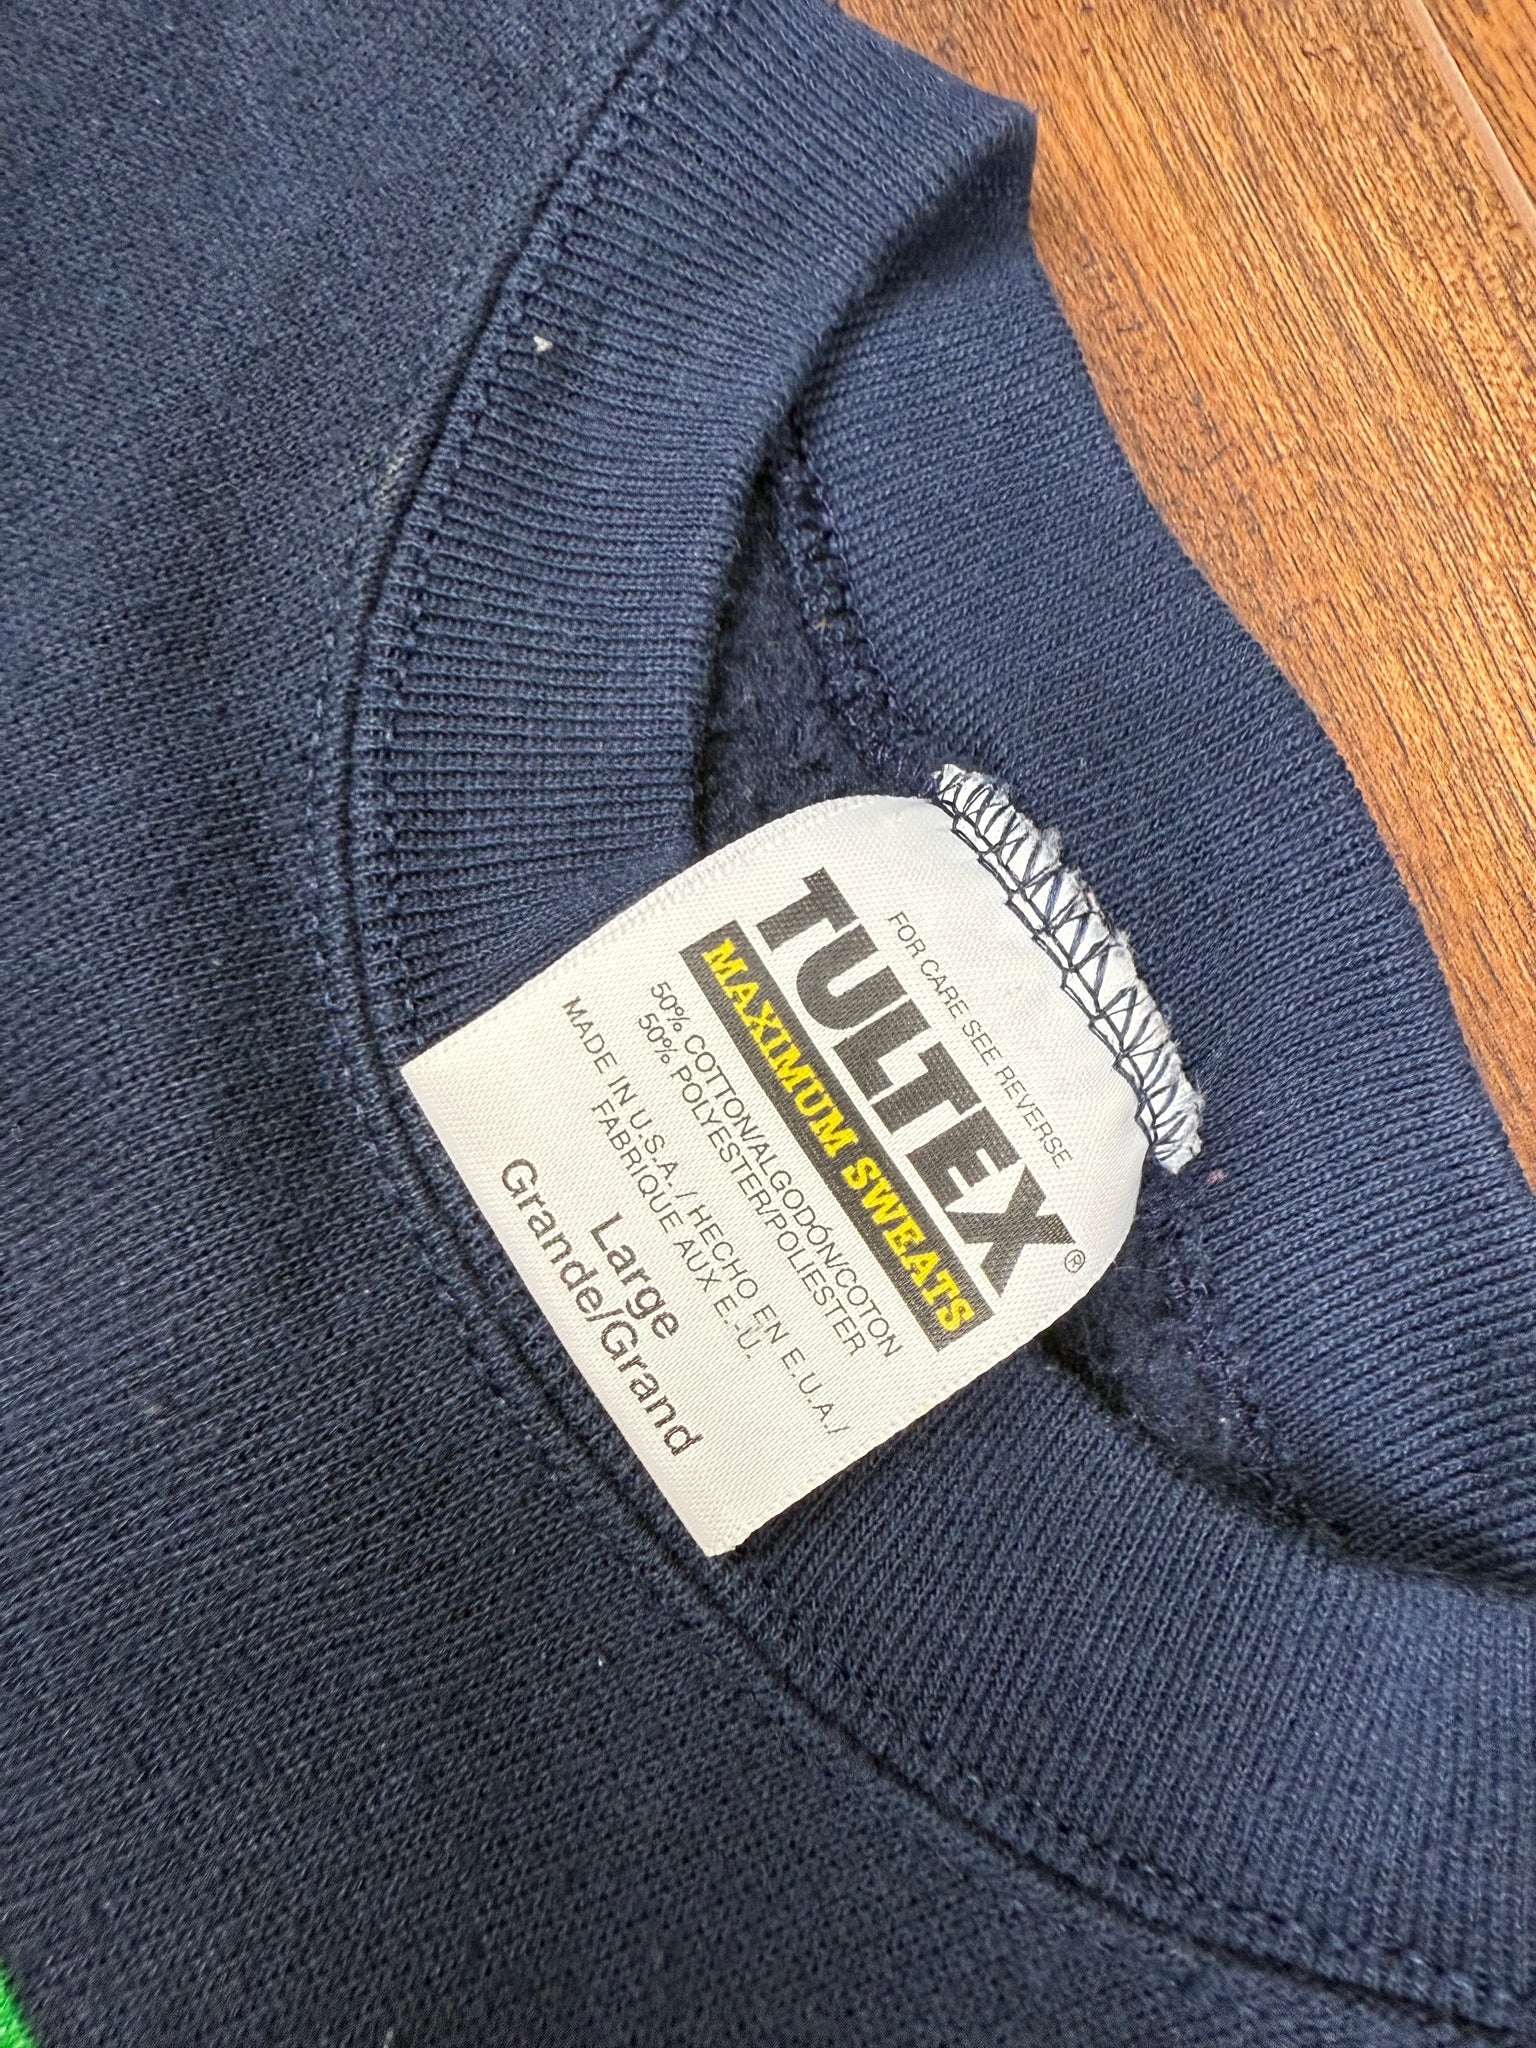 FOR CARE SEE REVERSE
TULTEX®
MAXIMUM SWEATS
50% COTTON/ALGODÓN/COTON
50% POLYESTER/POLIESTER
MADE IN U.S.A. / HECHO EN E.U.A./
FABRIQUE AUX E.-U.
Large
Grande/Grand